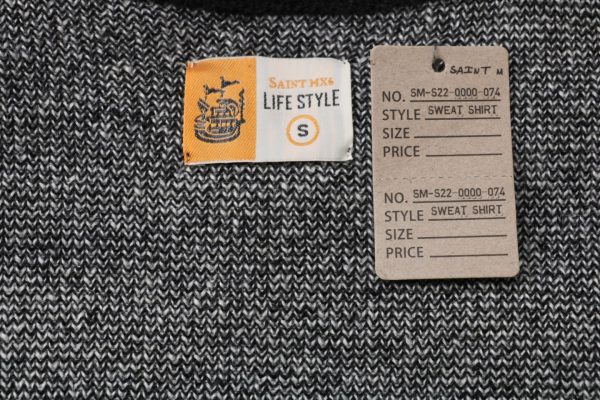 SAINT MX6
LIFE STYLE
S
SAINT M
NO. SM-S22-0000-074
STYLE SWEAT SHIRT
SIZE
PRICE
NO. SM-S22-0000-074
STYLE SWEAT SHIRT
SIZE
PRICE